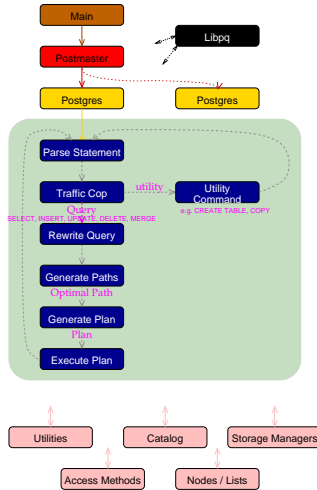 Main
Libpq
Postmaster
Postgres
Postgres
Parse Statement
Traffic Cop
utility
Utility
Command
Query
SELECT, INSERT, UPDATE, DELETE, MERGE
e.g. CREATE TABLE, COPY
Rewrite Query
Generate Paths
Optimal Path
Generate Plan
Plan
Execute Plan
Utilities
Catalog
Storage Managers
Access Methods
Nodes / Lists